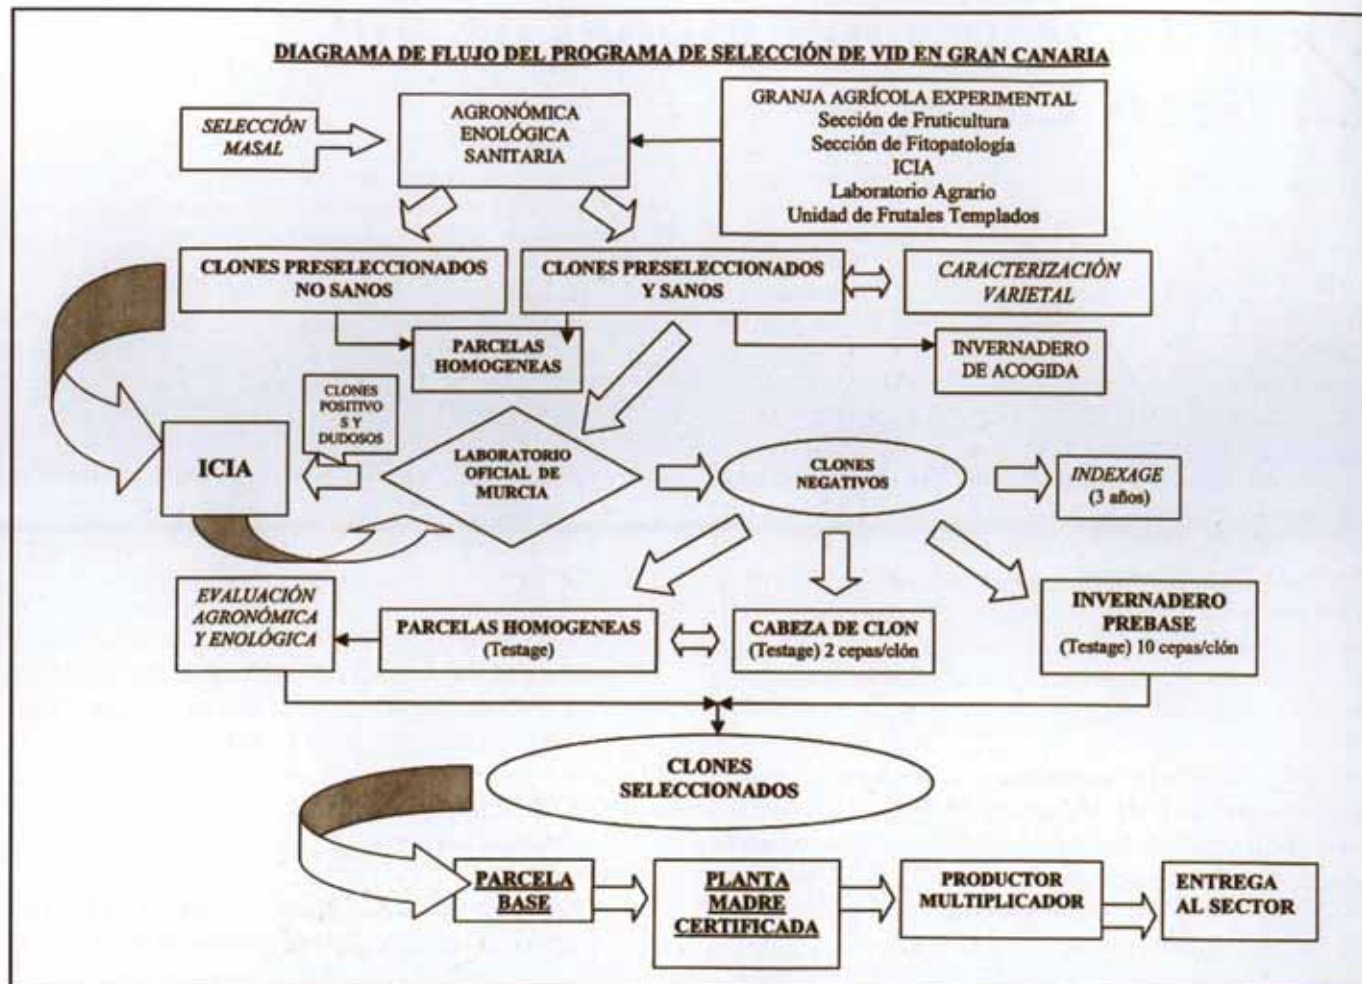 DIAGRAMA DE FLUJO DEL PROGRAMA DE SELECCIÓN DE VID EN GRAN CANARIA
SELECCIÓN
MASAL
AGRONÓMICA
ENOLÓGICA
SANITARIA
GRANJA AGRÍCOLA EXPERIMENTAL
Sección de Fruticultura
Sección de Fitopatología
ICIA
Laboratorio Agrario
Unidad de Frutales Templados
CLONES PRESELECCIONADOS
NO SANOS
CLONES PRESELECCIONADOS
Y SANOS
CARACTERIZACIÓN
VARIETAL
PARCELAS
HOMOGENEAS
INVERNADERO
DE ACOGIDA
CLONES
POSITIVO
S Y
DUDOSOS
ICIA
LABORATORIO
OFICIAL DE
MURCIA
CLONES
NEGATIVOS
INDEXAGE
(3 años)
EVALUACIÓN
AGRONÓMICA
Y ENOLÓGICA
PARCELAS HOMOGENEAS
(Testage)
CABEZA DE CLON
(Testage) 2 cepas/clón
INVERNADERO
PREBASE
(Testage) 10 cepas/clón
CLONES
SELECCIONADOS
PARCELA
BASE
PLANTA
MADRE
CERTIFICADA
PRODUCTOR
MULTIPLICADOR
ENTREGA
AL SECTOR